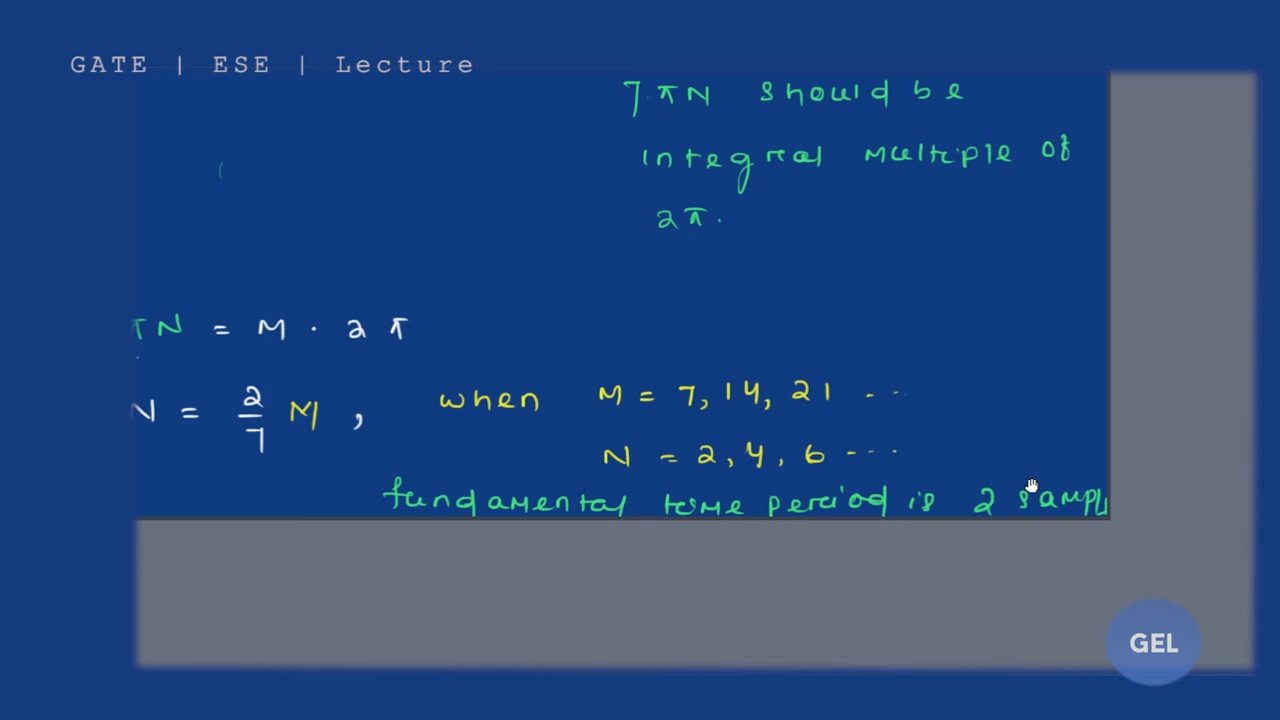 GATE | ESE | Lecture
7πN should be
integral multiple of
2π.
πN = M · 2π
N = 2/7 M, when M = 7, 14, 21 ...
N = 2, 4, 6 ...
fundamental time period is 2 sampl
GEL